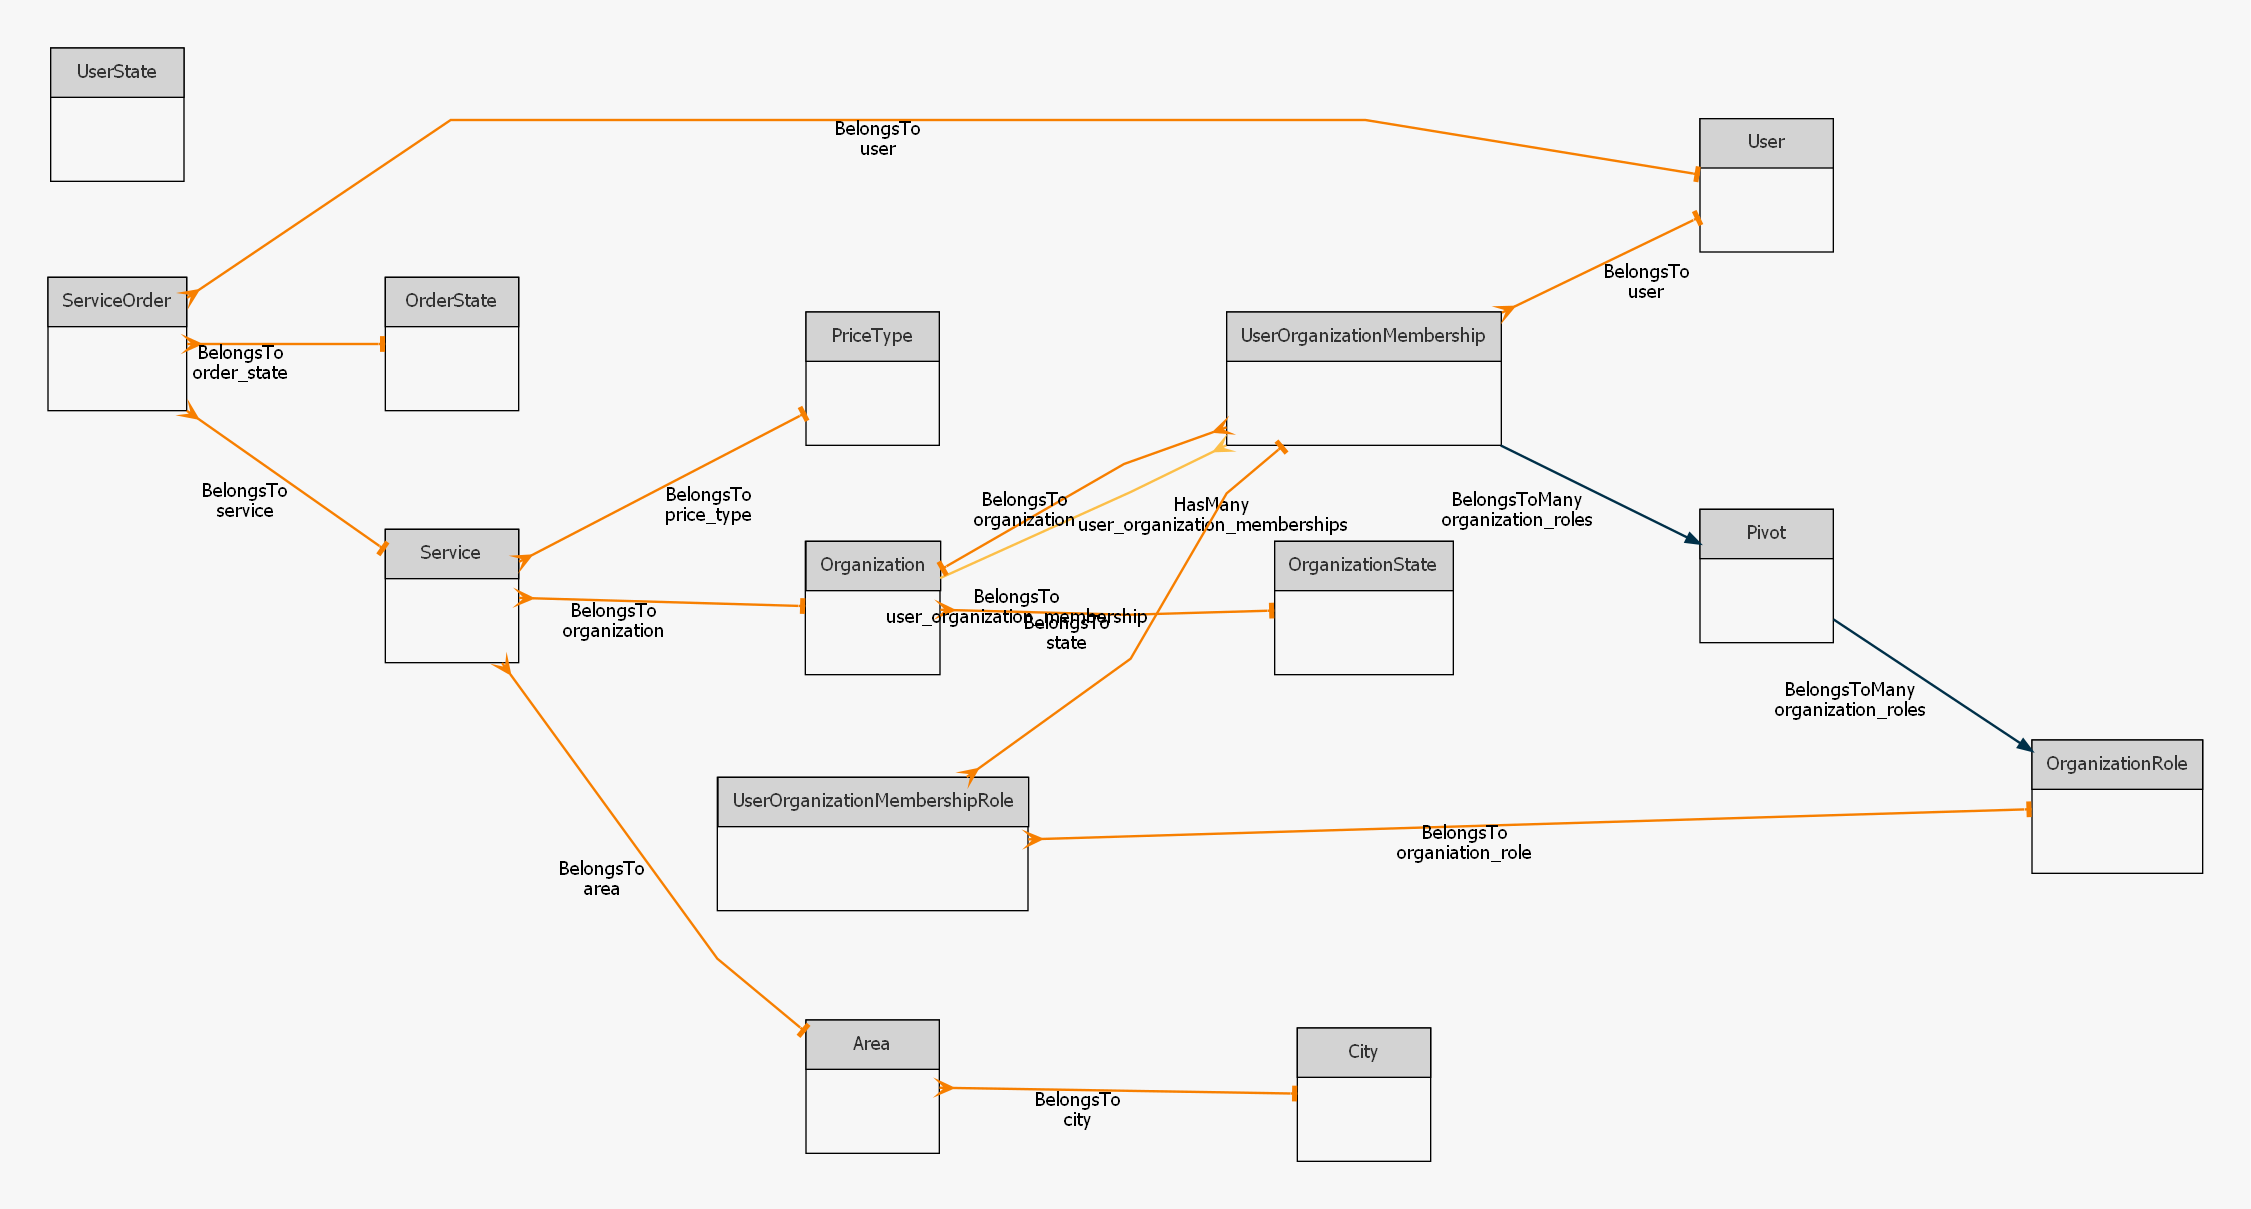 UserState
BelongsTo
user
User
BelongsTo
user
ServiceOrder
OrderState
BelongsTo
order_state
PriceType
UserOrganizationMembership
BelongsTo
service
BelongsTo
price_type
BelongsTo
organization
HasMany
user_organization_memberships
BelongsToMany
organization_roles
Pivot
Service
Organization
OrganizationState
BelongsTo
organization
BelongsTo
user_organization_membership
BelongsTo
state
BelongsToMany
organization_roles
OrganizationRole
UserOrganizationMembershipRole
BelongsTo
organiation_role
BelongsTo
area
Area
City
BelongsTo
city